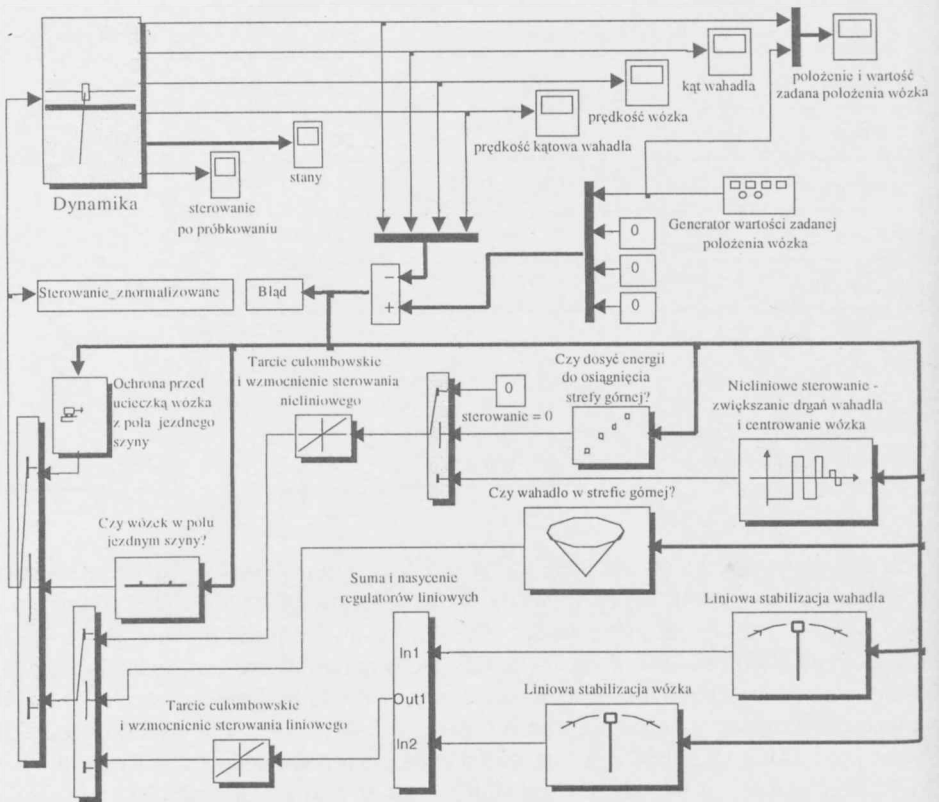 kąt wahadła
położenie i wartość
zadana położenia wózka
prędkość wózka
prędkość kątowa wahadła
stany
Dynamika
sterowanie
po próbkowaniu
Generator wartości zadanej
położenia wózka
0
0
0
Sterowanie_znormalizowane
Błąd
−
+
Ochrona przed
ucieczką wózka
z pola jezdnego
szyny
Tarcie culombowskie
i wzmocnienie sterowania
nieliniowego
0
sterowanie = 0
Czy dosyć energii
do osiągnięcia
strefy górnej?
Nieliniowe sterowanie -
zwiększanie drgań wahadła
i centrowanie wózka
Czy wahadło w strefie górnej?
Czy wózek w polu
jezdnym szyny?
Suma i nasycenie
regulatorów liniowych
Liniowa stabilizacja wahadła
In1
Out1
In2
Liniowa stabilizacja wózka
Tarcie culombowskie
i wzmocnienie sterowania liniowego